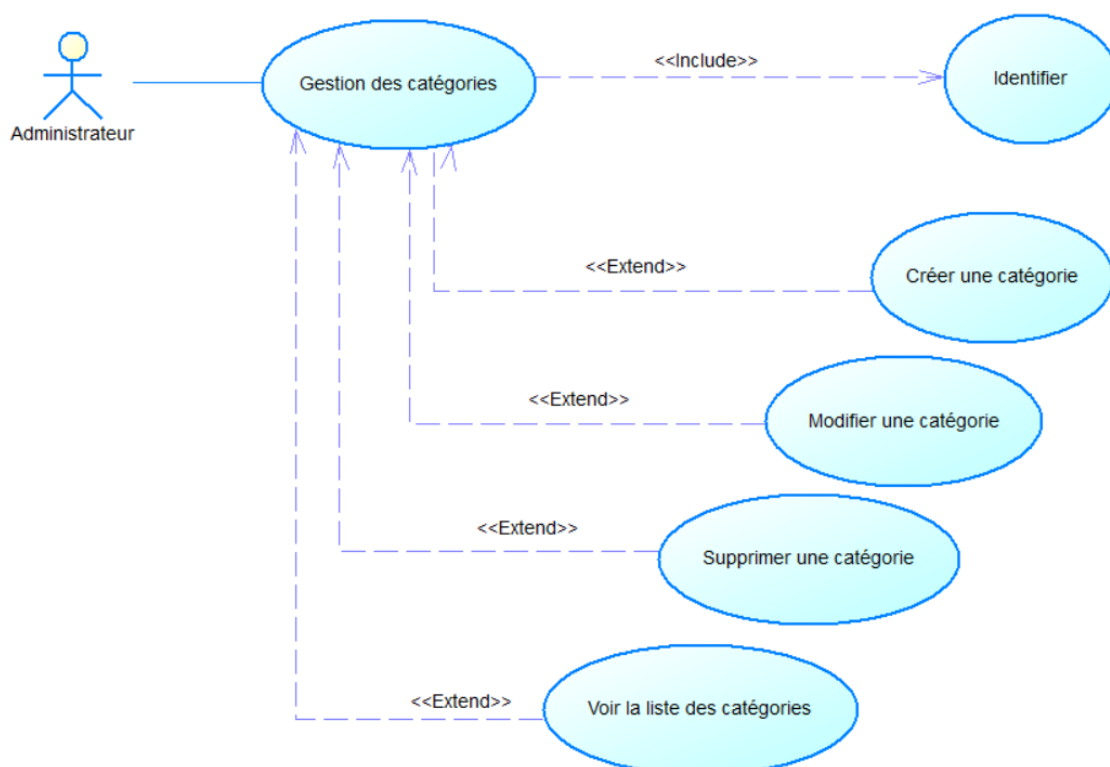 Gestion des catégories
<<Include>>
Identifier
Administrateur
<<Extend>>
Créer une catégorie
<<Extend>>
Modifier une catégorie
<<Extend>>
Supprimer une catégorie
<<Extend>>
Voir la liste des catégories